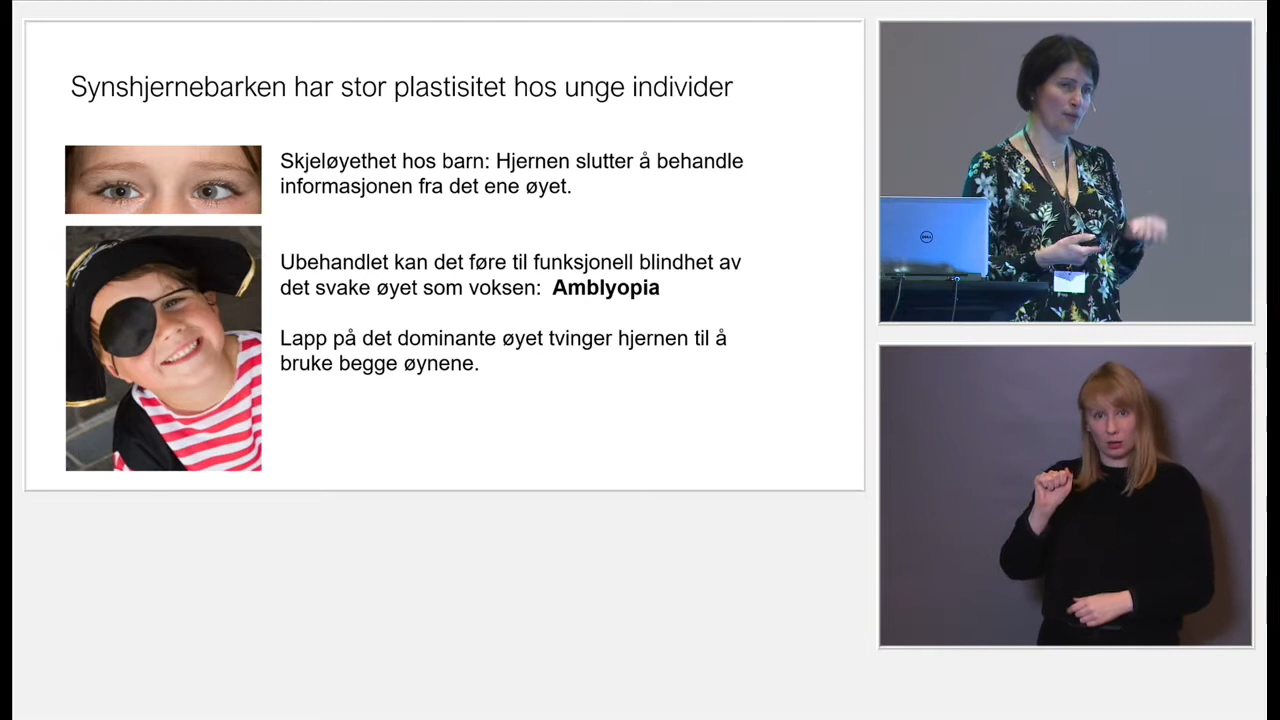 Synshjernebarken har stor plastisitet hos unge individer
Skjeløyethet hos barn: Hjernen slutter å behandle
informasjonen fra det ene øyet.
Ubehandlet kan det føre til funksjonell blindhet av
det svake øyet som voksen: Amblyopia
Lapp på det dominante øyet tvinger hjernen til å
bruke begge øynene.
DELL